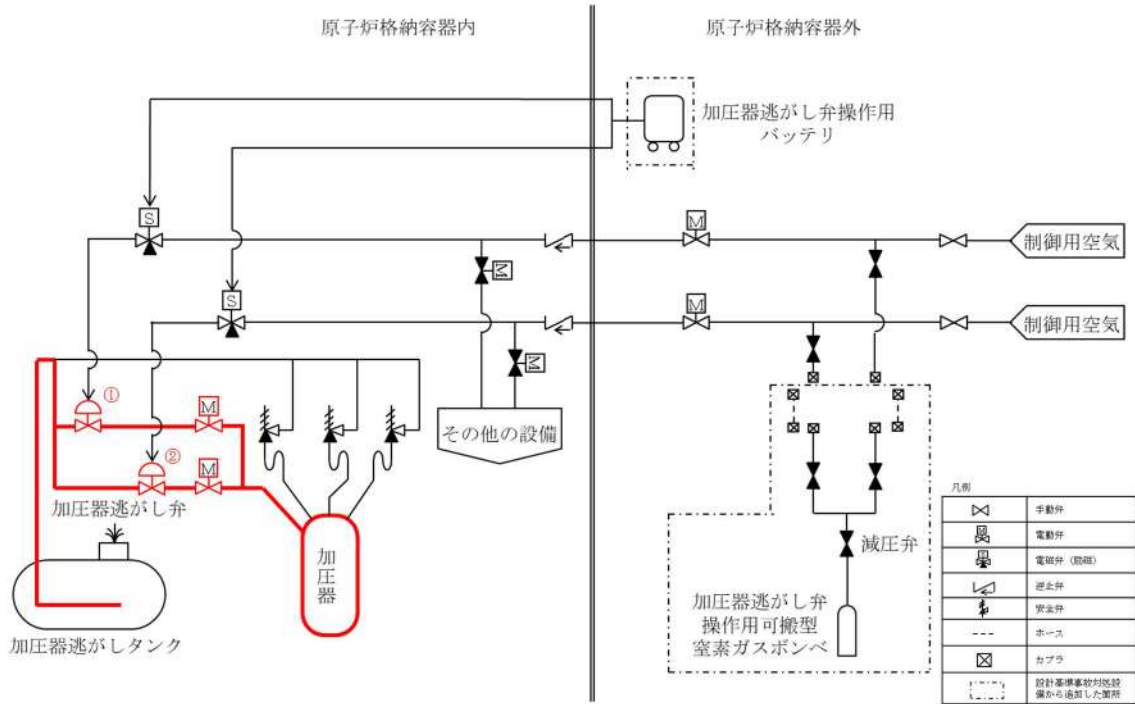 原子炉格納容器内
原子炉格納容器外
加圧器逃がし弁操作用
バッテリ
S
M
制御用空気
M
S
M
制御用空気
M
①
M
その他の設備
②
M
加圧器逃がし弁
加圧器
減圧弁
加圧器逃がし弁
操作用可搬型
窒素ガスボンベ
加圧器逃がしタンク
凡例
手動弁
電動弁
電磁弁（励磁）
逆止弁
安全弁
ホース
カプラ
設計基準事故対処設
備から追加した箇所